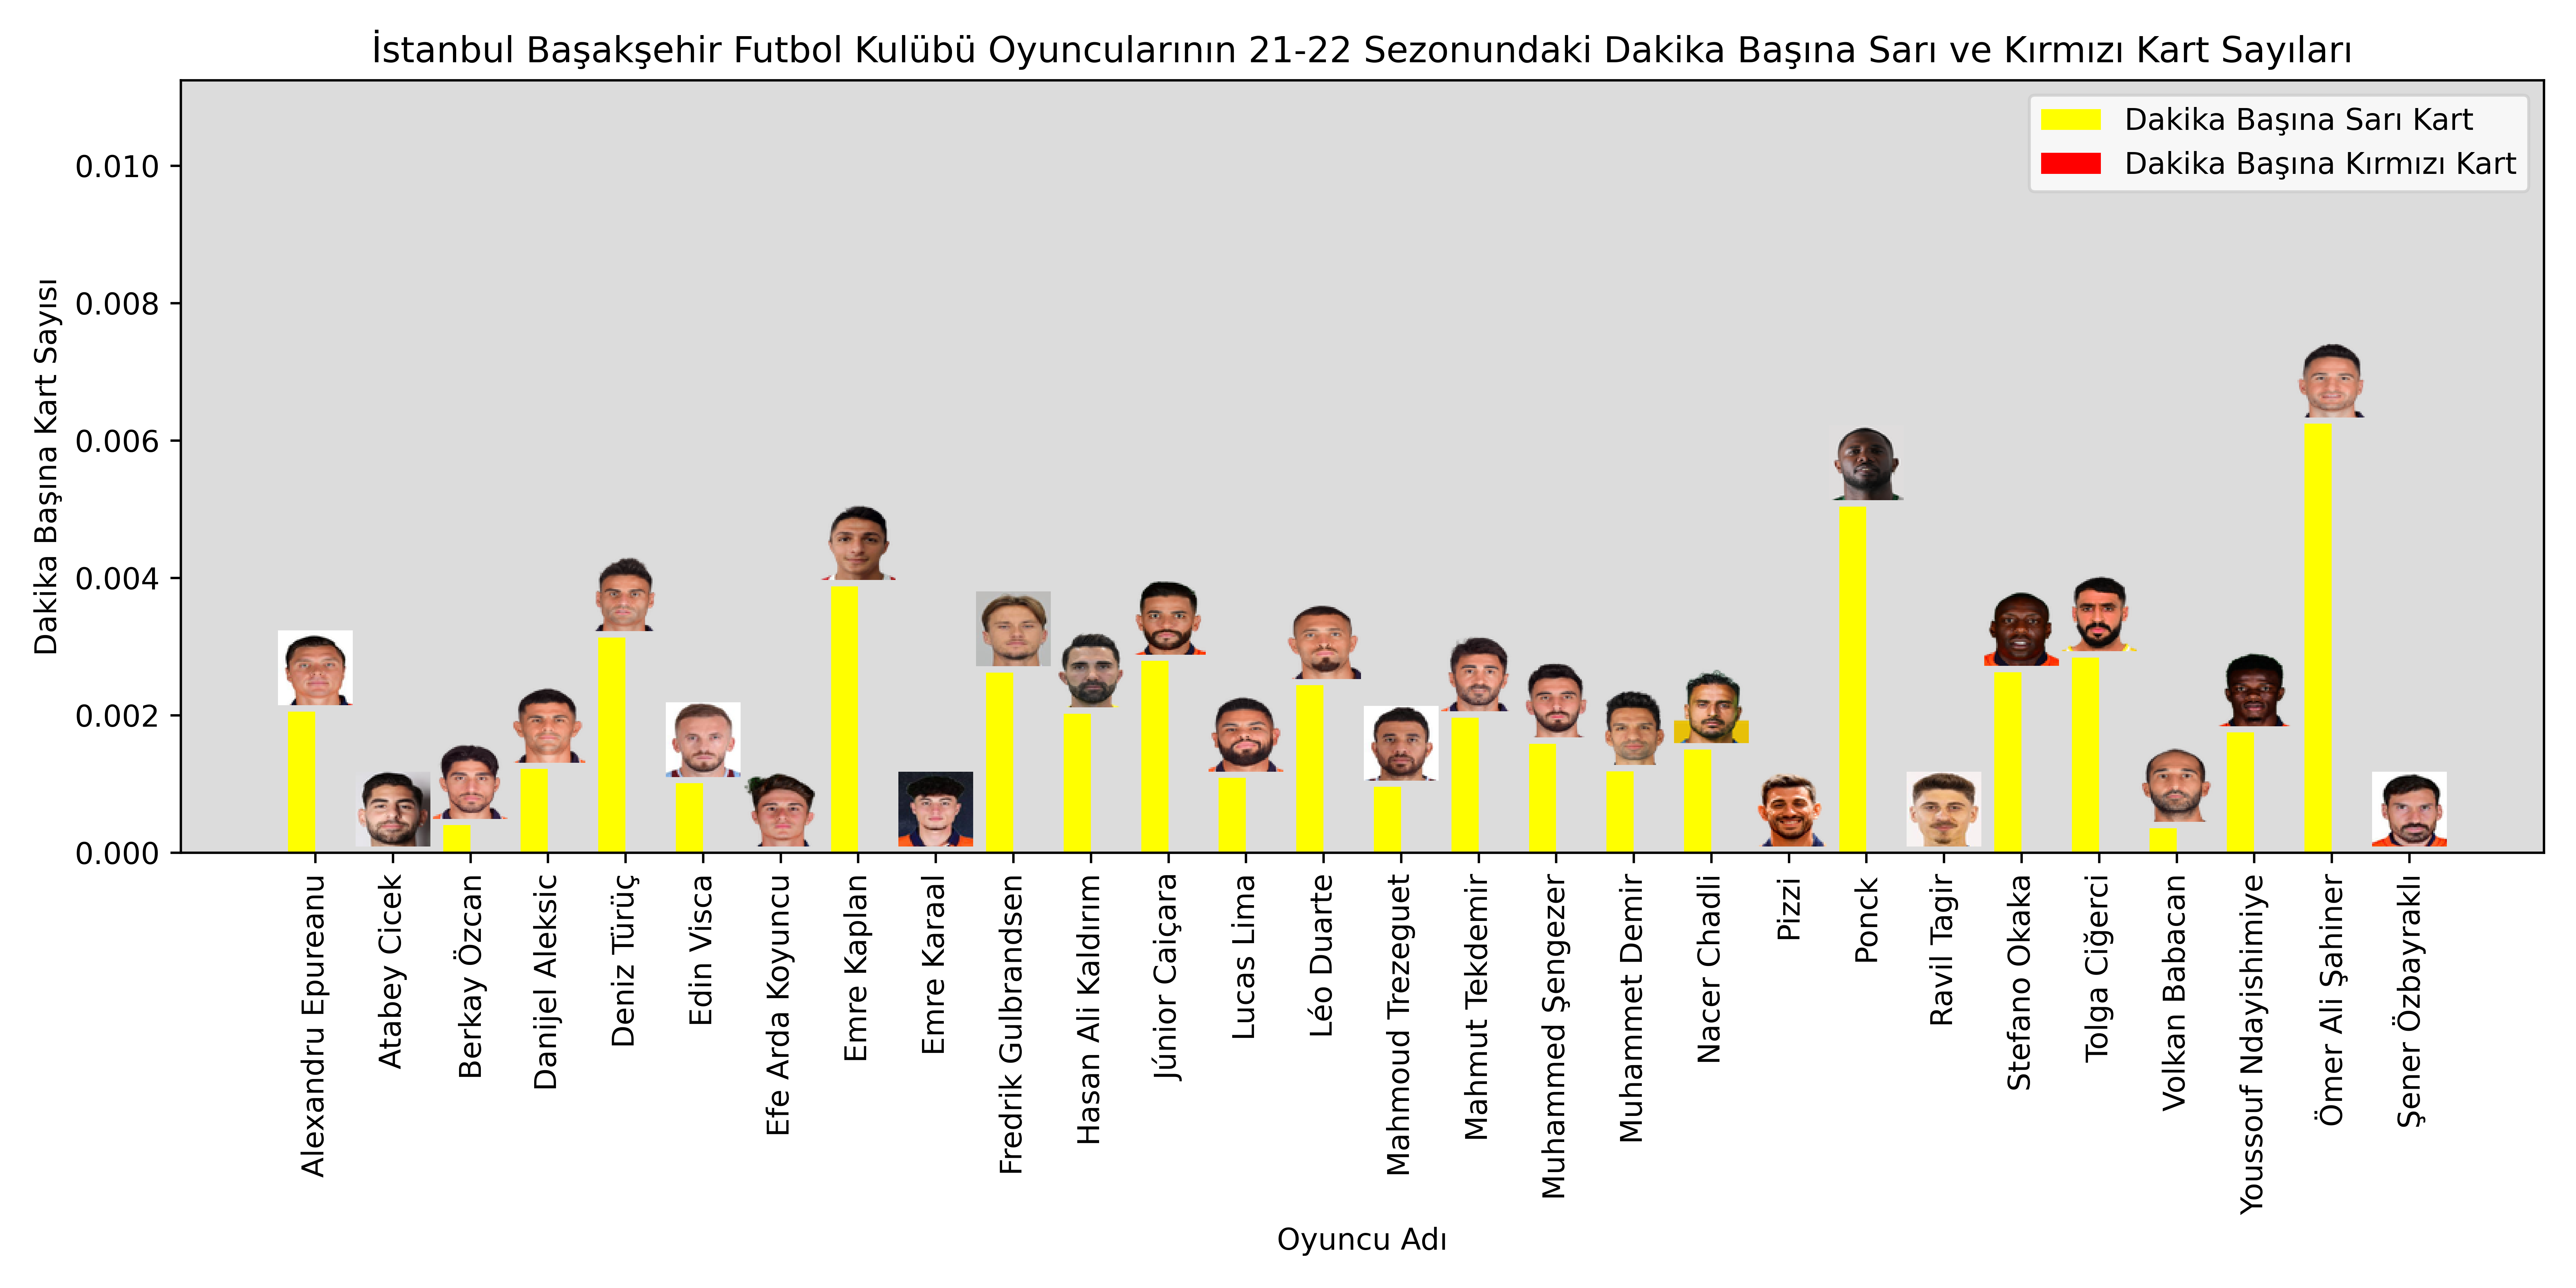 İstanbul Başakşehir Futbol Kulübü Oyuncularının 21-22 Sezonundaki Dakika Başına Sarı ve Kırmızı Kart Sayıları
Dakika Başına Sarı Kart
Dakika Başına Kırmızı Kart
Dakika Başına Kart Sayısı
0.010
0.008
0.006
0.004
0.002
0.000
Alexandru Epureanu
Atabey Cicek
Berkay Özcan
Danijel Aleksic
Deniz Türüç
Edin Visca
Efe Arda Koyuncu
Emre Kaplan
Emre Karaal
Fredrik Gulbrandsen
Hasan Ali Kaldırım
Júnior Caiçara
Lucas Lima
Léo Duarte
Mahmoud Trezeguet
Mahmut Tekdemir
Muhammed Şengezer
Muhammet Demir
Nacer Chadli
Pizzi
Ponck
Ravil Tagir
Stefano Okaka
Tolga Ciğerci
Volkan Babacan
Youssouf Ndayishimiye
Ömer Ali Şahiner
Şener Özbayraklı
Oyuncu Adı